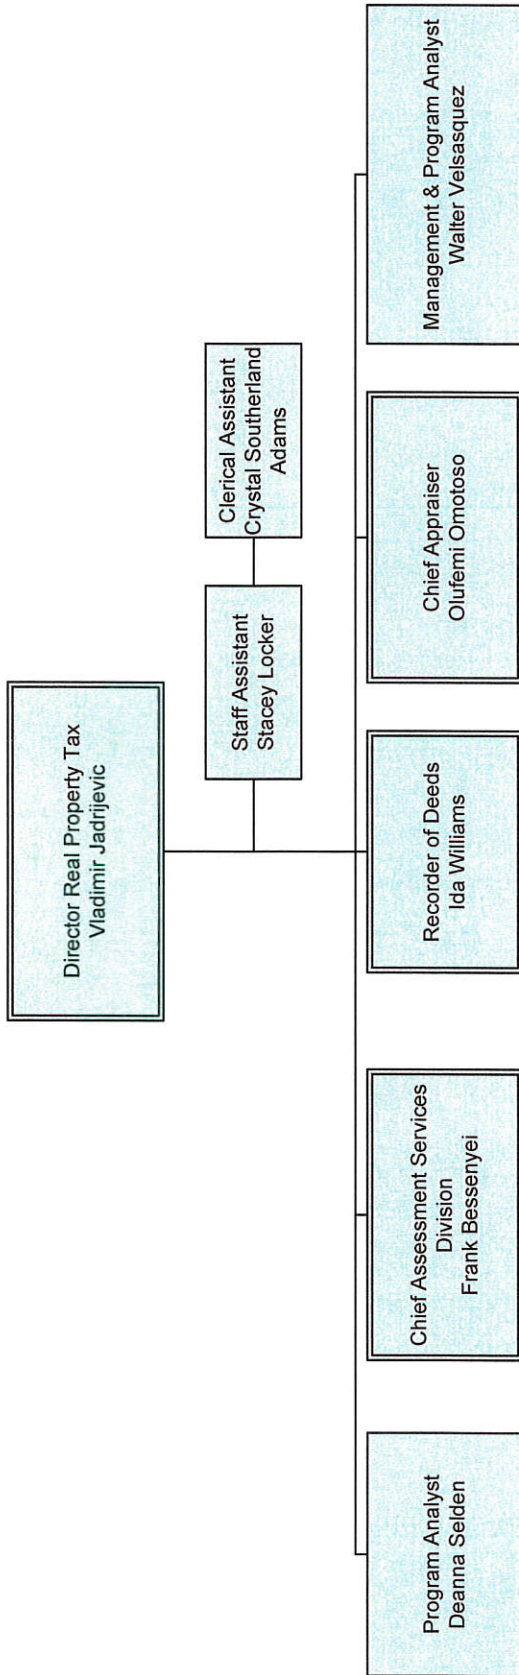 Director Real Property Tax
Vladimir Jadrijevic
Staff Assistant
Stacey Locker
Clerical Assistant
Crystal Southerland
Adams
Program Analyst
Deanna Selden
Chief Assessment Services
Division
Frank Bessenyei
Recorder of Deeds
Ida Williams
Chief Appraiser
Olufemi Omotoso
Management & Program Analyst
Walter Velsasquez